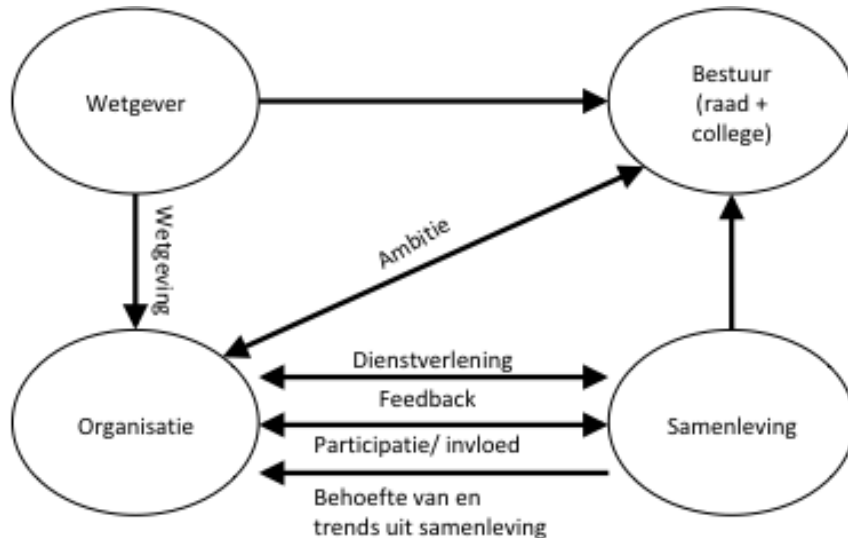 Wetgever
Bestuur
(raad +
college)
Wetgeving
Ambitie
Dienstverlening
Feedback
Organisatie
Samenleving
Participatie/ invloed
Behoefte van en
trends uit samenleving